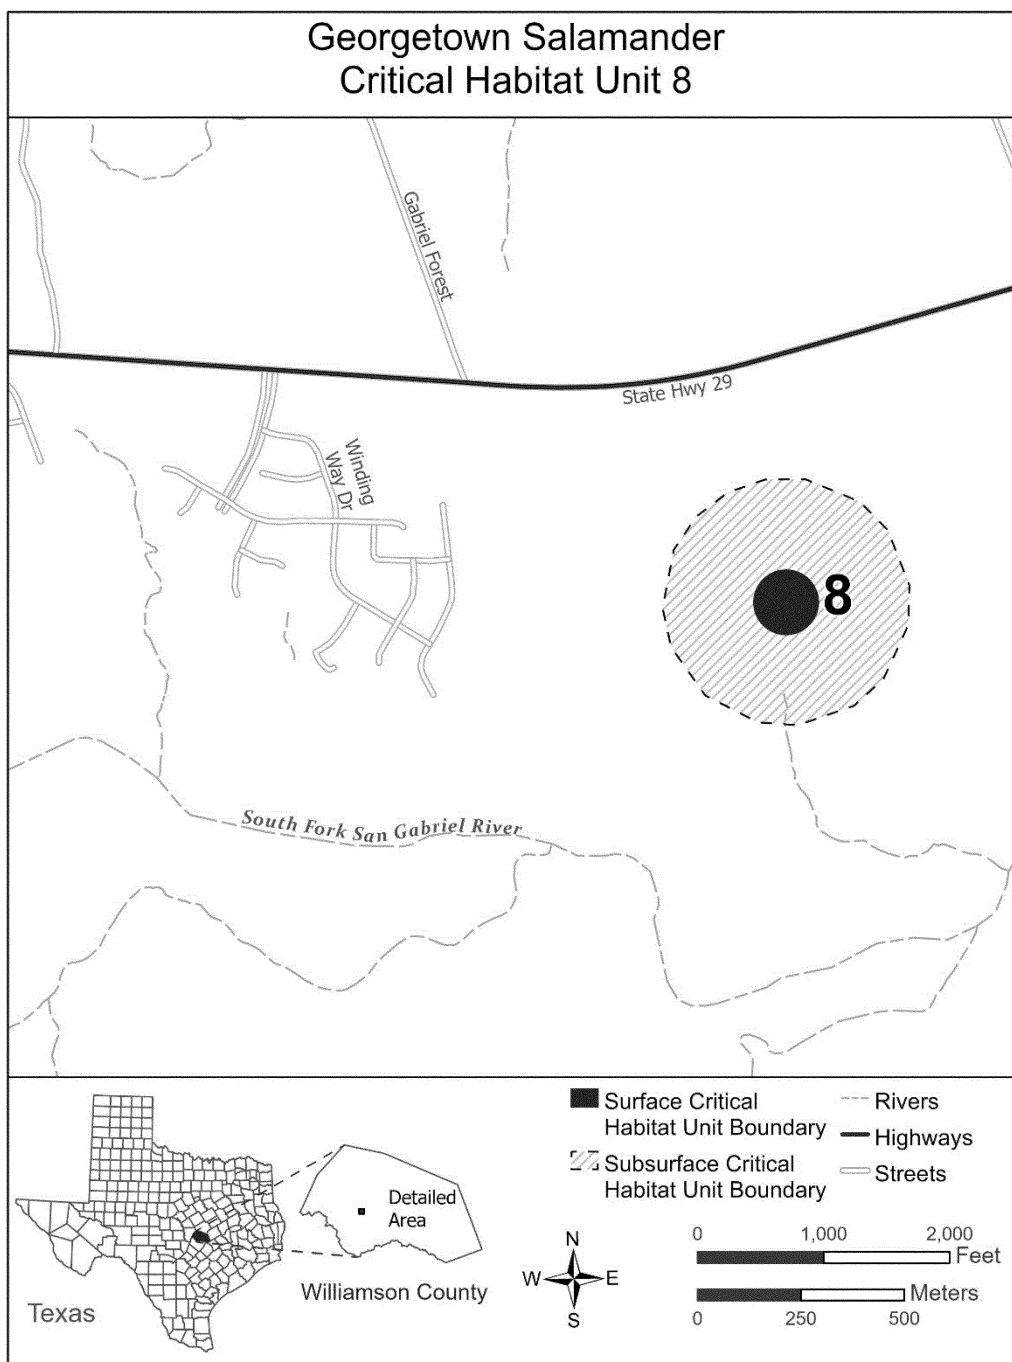 Georgetown Salamander
Critical Habitat Unit 8
Gabriel Forest
State Hwy 29
Winding
Way Dr
8
South Fork San Gabriel River
Surface Critical
Habitat Unit Boundary
Subsurface Critical
Habitat Unit Boundary
Rivers
Highways
Streets
Detailed
Area
Williamson County
Texas
N
W E
S
0 1,000 2,000
Feet
Meters
0 250 500